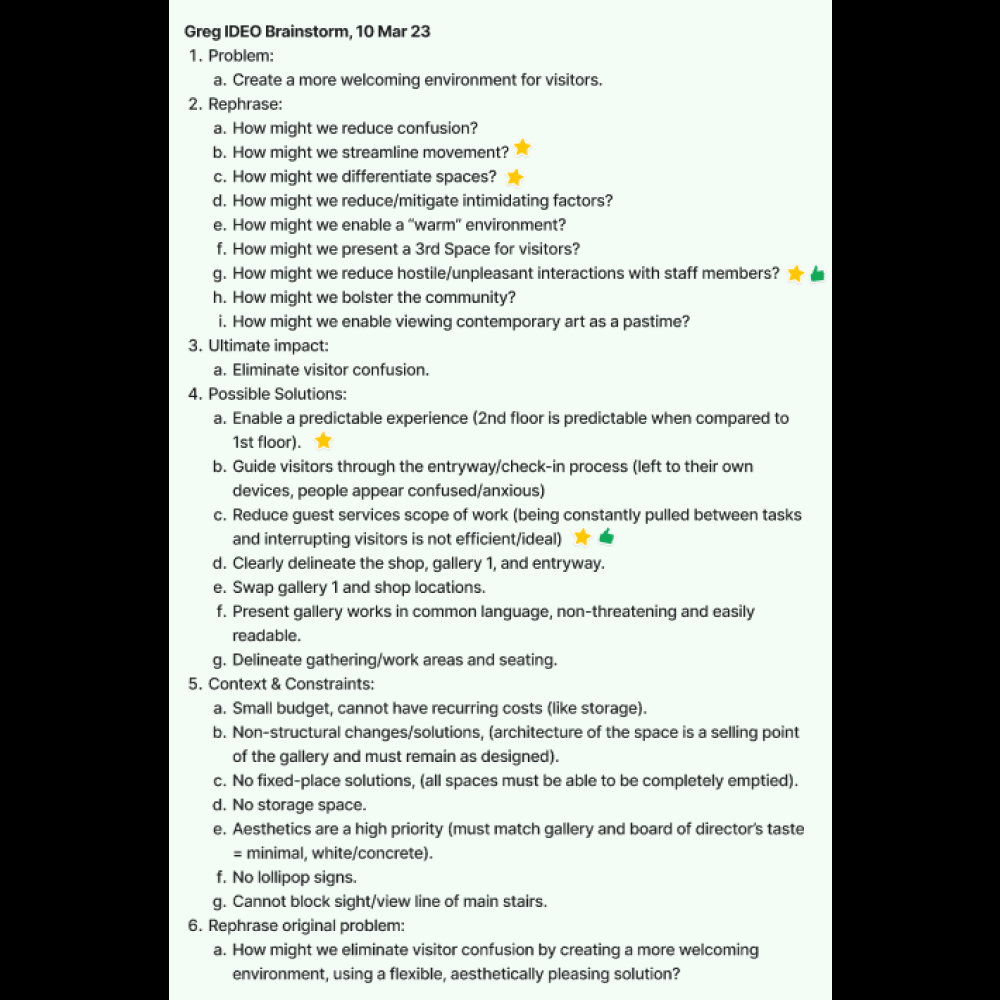 Greg IDEO Brainstorm, 10 Mar 23
1. Problem:
a. Create a more welcoming environment for visitors.
2. Rephrase:
a. How might we reduce confusion?
b. How might we streamline movement?
c. How might we differentiate spaces?
d. How might we reduce/mitigate intimidating factors?
e. How might we enable a “warm” environment?
f. How might we present a 3rd Space for visitors?
g. How might we reduce hostile/unpleasant interactions with staff members?
h. How might we bolster the community?
i. How might we enable viewing contemporary art as a pastime?
3. Ultimate impact:
a. Eliminate visitor confusion.
4. Possible Solutions:
a. Enable a predictable experience (2nd floor is predictable when compared to
1st floor).
b. Guide visitors through the entryway/check-in process (left to their own
devices, people appear confused/anxious)
c. Reduce guest services scope of work (being constantly pulled between tasks
and interrupting visitors is not efficient/ideal)
d. Clearly delineate the shop, gallery 1, and entryway.
e. Swap gallery 1 and shop locations.
f. Present gallery works in common language, non-threatening and easily
readable.
g. Delineate gathering/work areas and seating.
5. Context & Constraints:
a. Small budget, cannot have recurring costs (like storage).
b. Non-structural changes/solutions, (architecture of the space is a selling point
of the gallery and must remain as designed).
c. No fixed-place solutions, (all spaces must be able to be completely emptied).
d. No storage space.
e. Aesthetics are a high priority (must match gallery and board of director’s taste
= minimal, white/concrete).
f. No lollipop signs.
g. Cannot block sight/view line of main stairs.
6. Rephrase original problem:
a. How might we eliminate visitor confusion by creating a more welcoming
environment, using a flexible, aesthetically pleasing solution?